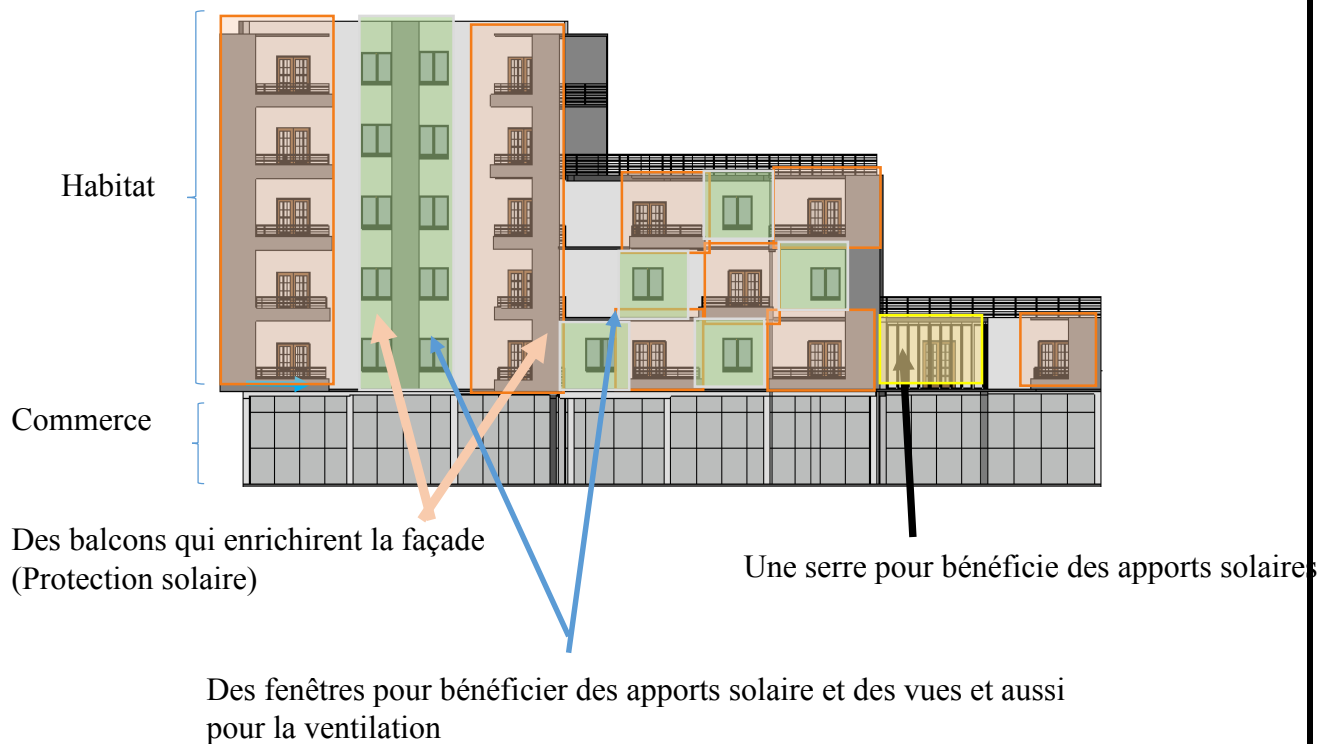 Habitat
Commerce
Des balcons qui enrichirent la façade
(Protection solaire)
Une serre pour bénéficie des apports solaires
Des fenêtres pour bénéficier des apports solaire et des vues et aussi
pour la ventilation